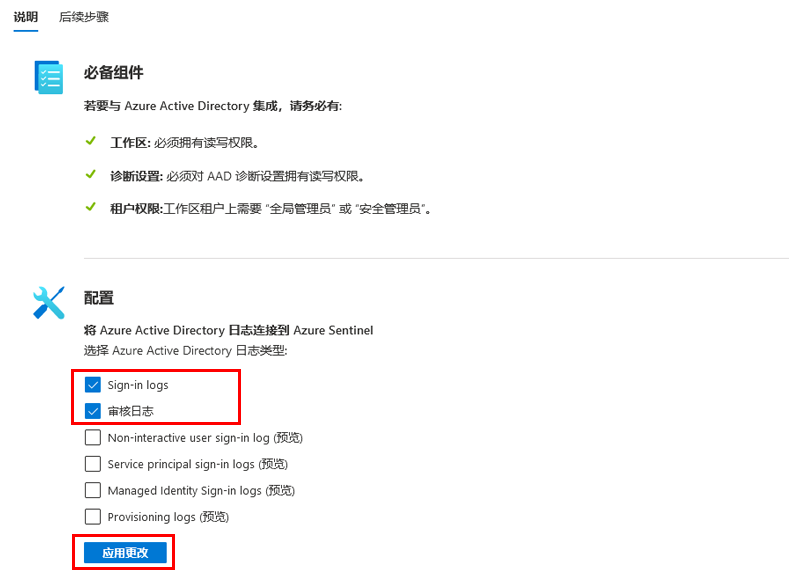 说明 后续步骤
必备组件
若要与 Azure Active Directory 集成，请务必有:
工作区: 必须拥有读写权限。
诊断设置: 必须对 AAD 诊断设置拥有读写权限。
租户权限:工作区租户上需要 “全局管理员” 或 “安全管理员”。
配置
将 Azure Active Directory 日志连接到 Azure Sentinel
选择 Azure Active Directory 日志类型:
Sign-in logs
审核日志
Non-interactive user sign-in log (预览)
Service principal sign-in logs (预览)
Managed Identity Sign-in logs (预览)
Provisioning logs (预览)
应用更改